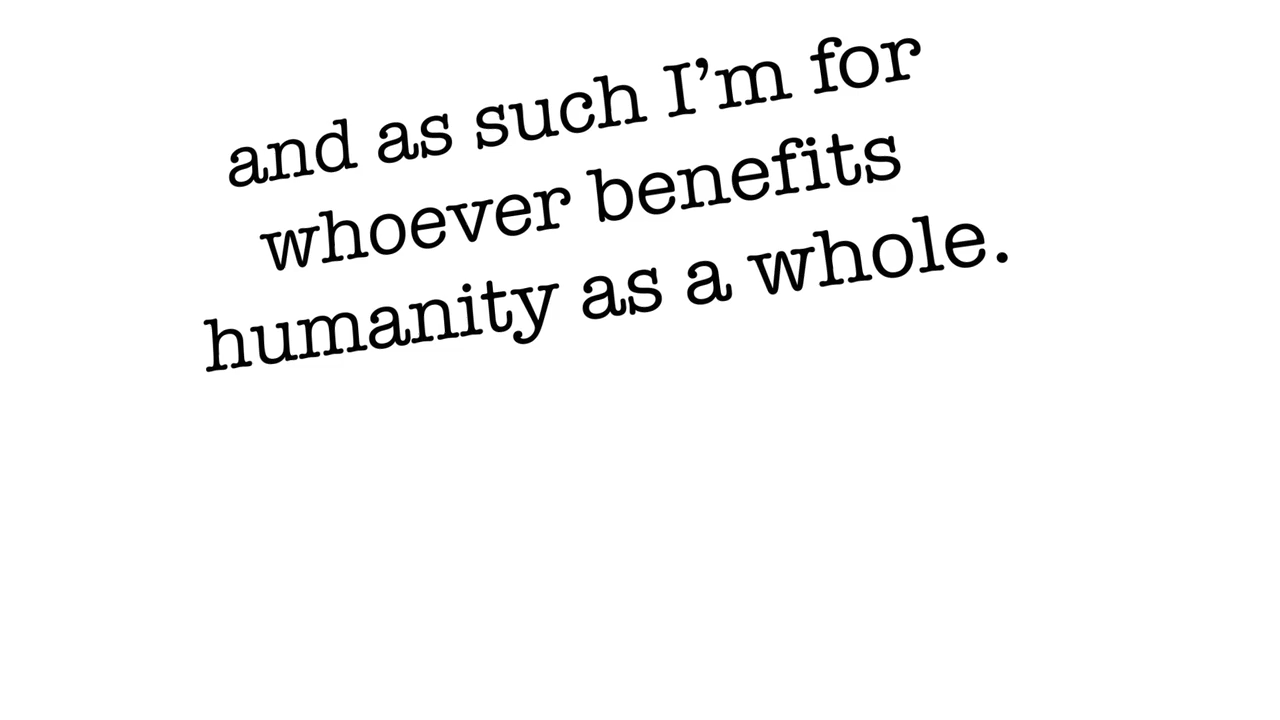 and as such I’m for
whoever benefits
humanity as a whole.